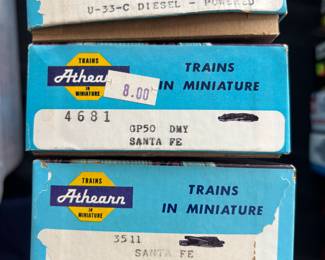 U-33-C DIESEL - POWERED
TRAINS
Athearn
IN MINIATURE
8.00
TRAINS
IN MINIATURE
4681
GP50 DMY
SANTA FE
TRAINS
Athearn
IN MINIATURE
TRAINS
IN MINIATURE
3511
SANTA FE